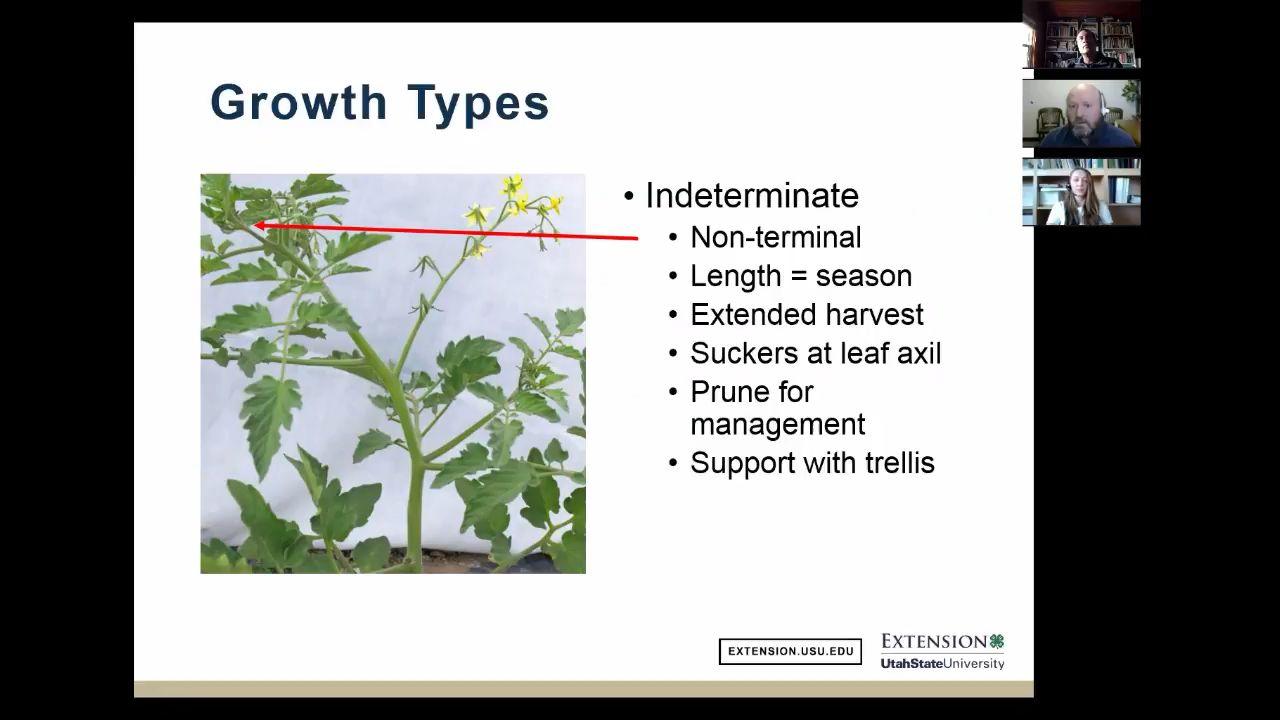 Growth Types
• Indeterminate
• Non-terminal
• Length = season
• Extended harvest
• Suckers at leaf axil
• Prune for
management
• Support with trellis
EXTENSION.USU.EDU
EXTENSION
UtahStateUniversity